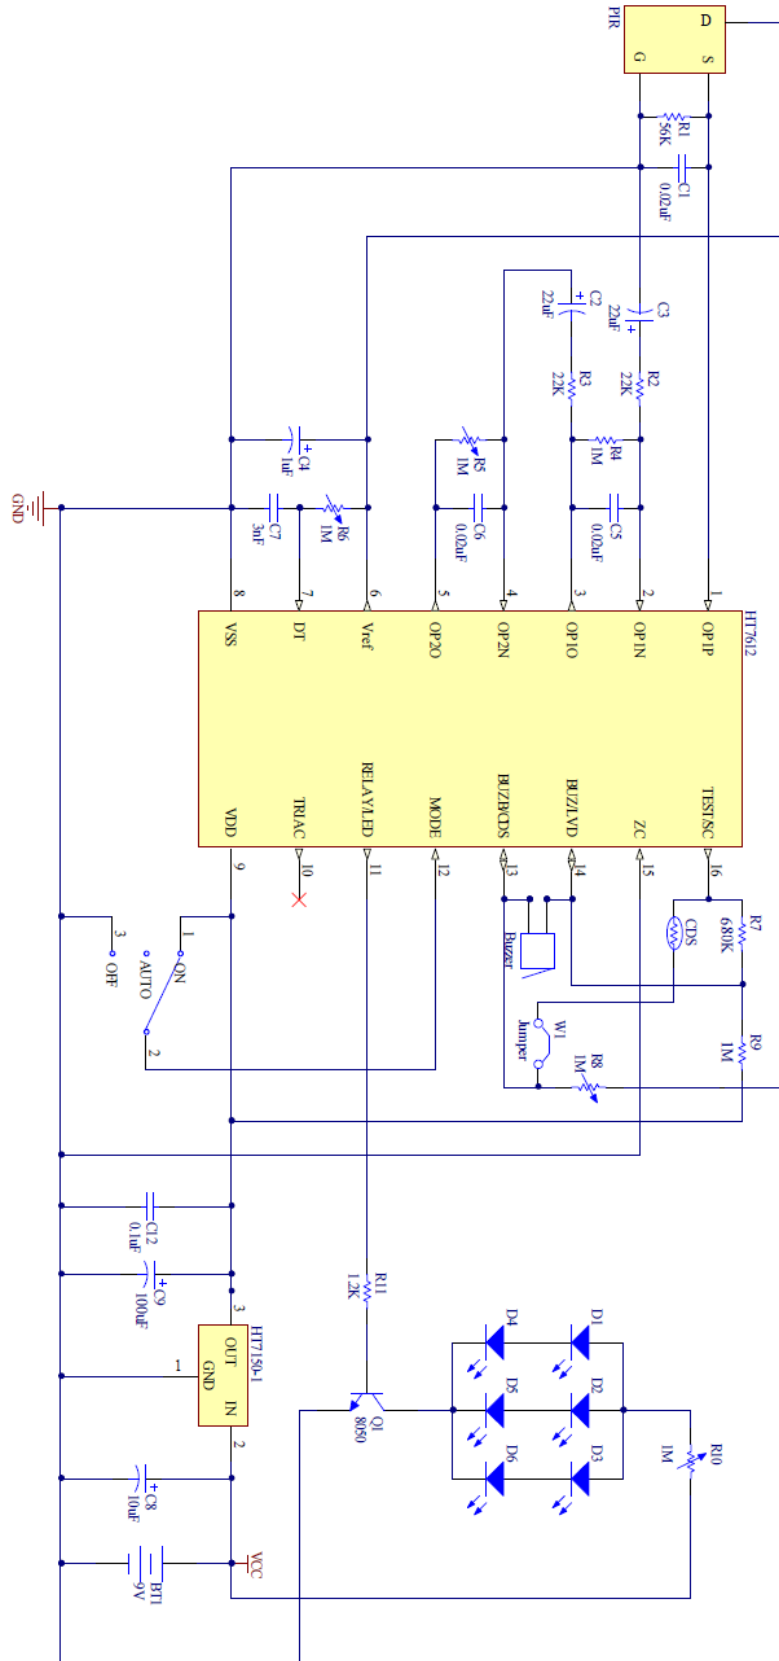 PIR
D
G
S
R1
56K
C1
0.02uF
C2
22uF
C3
22uF
R3
22K
R2
22K
C4
1uF
R5
1M
R4
1M
GND
C7
3nF
R6
1M
C6
0.02uF
C5
0.02uF
8
7
6
5
4
3
2
1
HT7612
VSS
DT
Vref
OP2O
OP2N
OP1O
OP1N
OP1P
VDD
TRIAC
RELAY/LED
MODE
BUZB/CDS
BUZ/LVD
ZC
TEST/SC
9
10
11
12
13
14
15
16
3
OFF
AUTO
1
ON
2
Buzzer
CDS
R7
680K
W1
Jumper
R8
1M
R9
1M
C12
0.1uF
C9
100uF
R11
1.2K
HT7150-1
3
OUT
1
GND
IN
2
Q1
8050
D4
D1
D5
D2
D6
D3
R10
1M
C8
10uF
VCC
BT1
9V